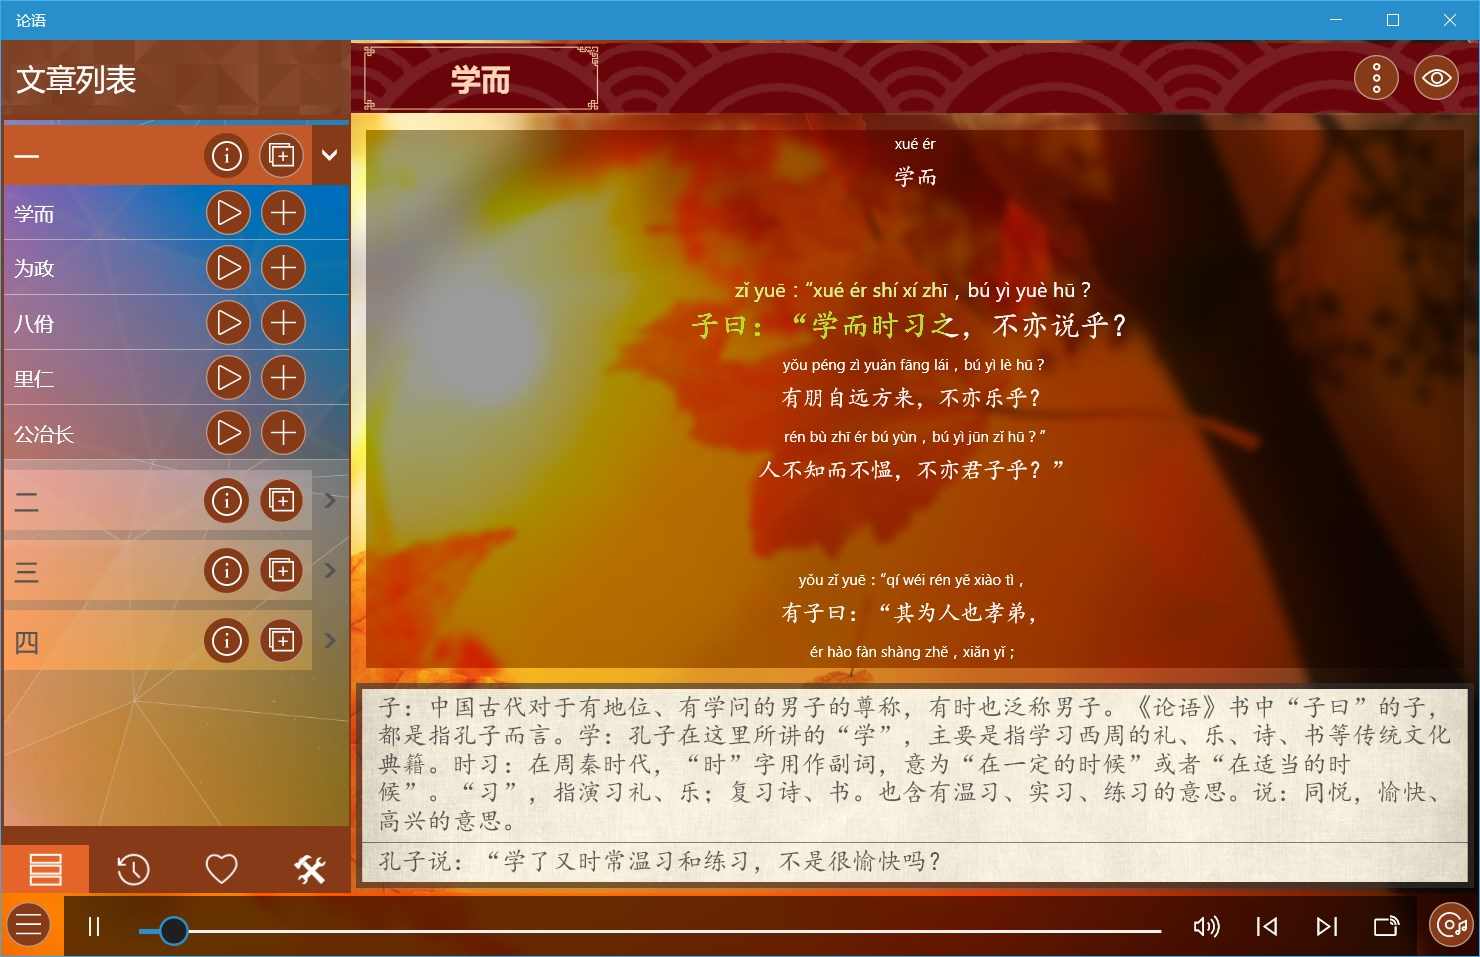 论语
文章列表
学而
一
学而
为政
八佾
里仁
公冶长
二
三
四
xué ér
学而
zǐ yuē：“xué ér shí xí zhī，bú yì yuè hū？
子曰：“学而时习之，不亦说乎？
yǒu péng zì yuǎn fāng lái，bú yì lè hū？
有朋自远方来，不亦乐乎？
rén bù zhī ér bú yùn，bú yì jūn zǐ hū？”
人不知而不愠，不亦君子乎？”
yǒu zǐ yuē：“qí wéi rén yě xiào tì，
有子曰：“其为人也孝弟，
ér hào fàn shàng zhě，xiǎn yǐ；
子：中国古代对于有地位、有学问的男子的尊称，有时也泛称男子。《论语》书中“子曰”的子，
都是指孔子而言。学：孔子在这里所讲的“学”，主要是指学习西周的礼、乐、诗、书等传统文化
典籍。时习：在周秦时代，“时”字用作副词，意为“在一定的时候”或者“在适当的时
候”。“习”，指演习礼、乐；复习诗、书。也含有温习、实习、练习的意思。说：同悦，愉快、
高兴的意思。
孔子说：“学了又时常温习和练习，不是很愉快吗？